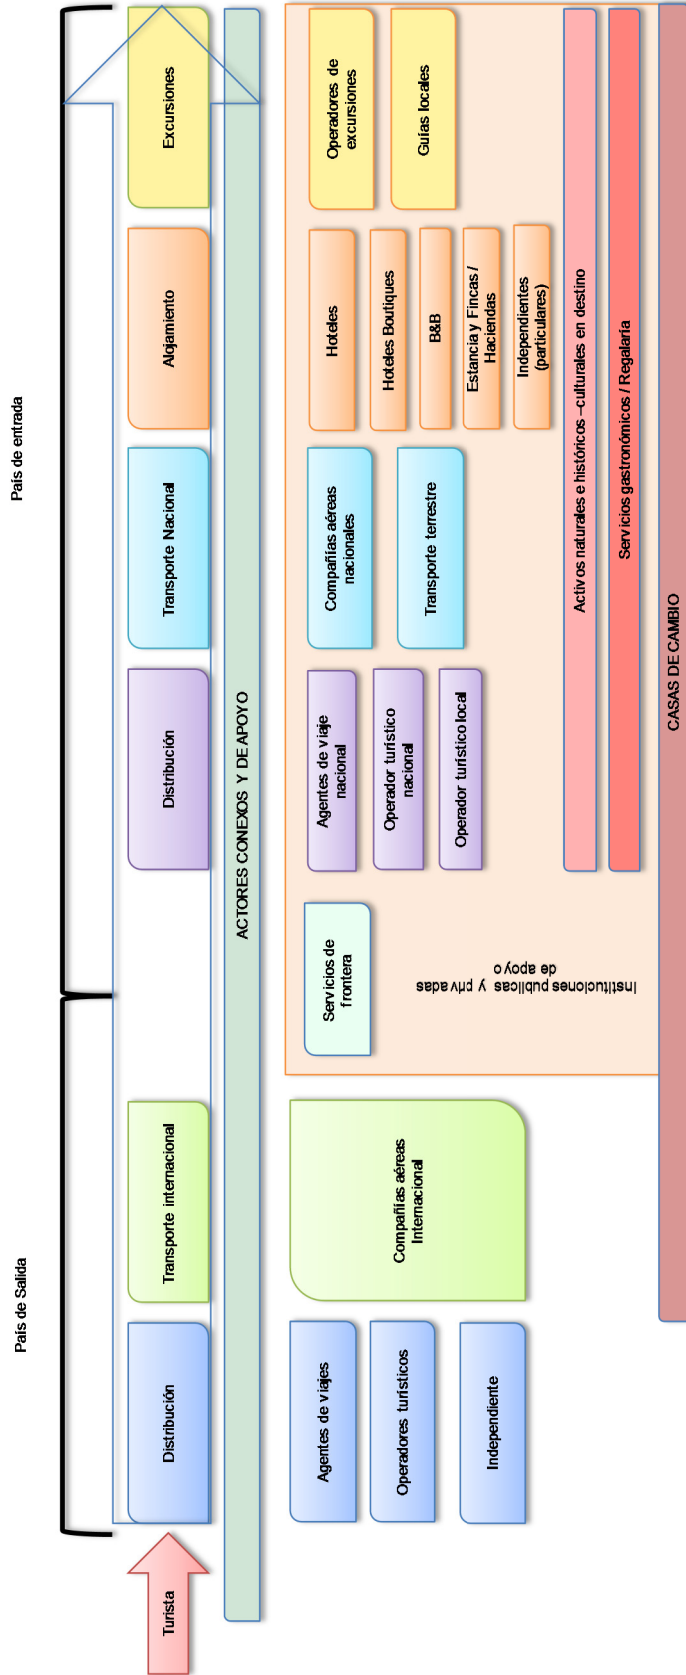 País de Salida
País de entrada
Turista
Distribución
Transporte internacional
Distribución
Transporte Nacional
Alojamiento
Excursiones
ACTORES CONEXOS Y DE APOYO
Agentes de viajes
Operadores turísticos
Independiente
Compañías aéreas
Internacional
Servicios de
frontera
Instituciones publicas y privadas
de apoyo
Agentes de viaje
nacional
Operador turístico
nacional
Operador turístico local
Compañías aéreas
nacionales
Transporte terrestre
Hoteles
Hoteles Boutiques
B&B
Estancia y Fincas /
Haciendas
Independientes
(particulares)
Operadores de
excursiones
Guías locales
Activos naturales e históricos –culturales en destino
Servicios gastronómicos / Regalaría
CASAS DE CAMBIO